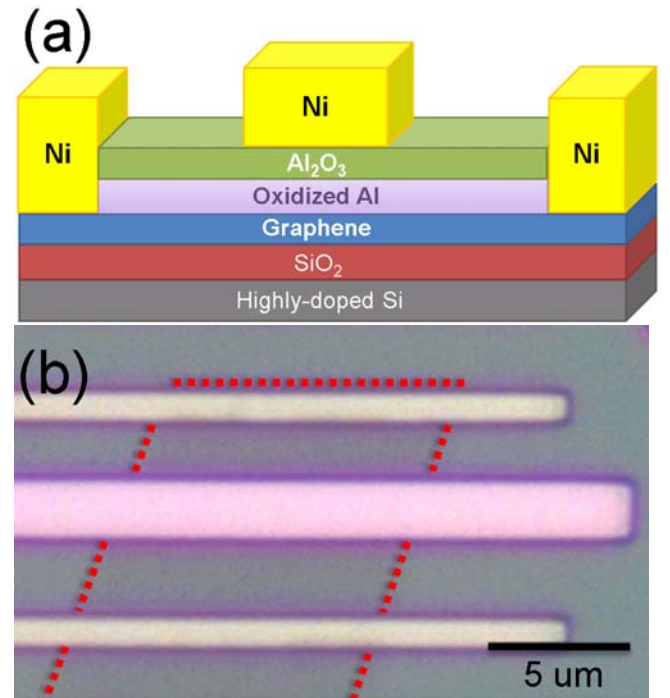 (a)
Ni
Ni
Ni
Al₂O₃
Oxidized Al
Graphene
SiO₂
Highly-doped Si
(b)
5 um